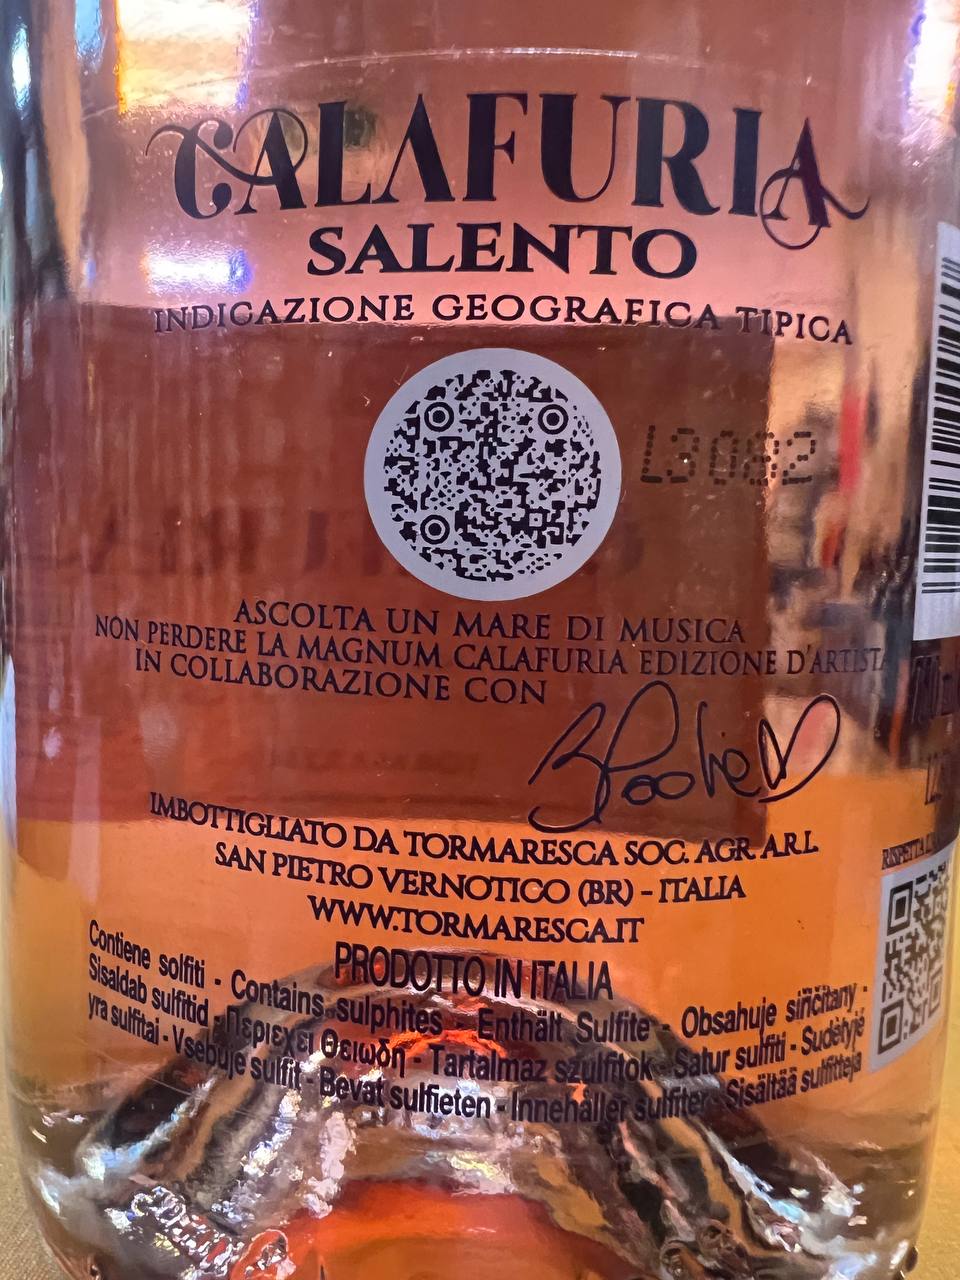 CALAFURIA
SALENTO
INDICAZIONE GEOGRAFICA TIPICA
ASCOLTA UN MARE DI MUSICA
NON PERDERE LA MAGNUM CALAFURIA EDIZIONE D'ARTISTA
IN COLLABORAZIONE CON
IMBOTTIGLIATO DA TORMARESCA SOC. AGR. A R.L.
SAN PIETRO VERNOTICO (BR) - ITALIA
WWW.TORMARESCA.IT
PRODOTTO IN ITALIA
Contiene solfiti - Contains sulphites - Enthält Sulfite - Obsahuje siřičitany -
Sisaldab sulfitid - Περιέχει Θειώδη - Tartalmaz szulfitok - Satur sulfiti - Sudėtyje
yra sulfitai - Vsebuje sulfit - Bevat sulfieten - Innehåller sulfiter - Sisältää sulfitteja
RISPETTA